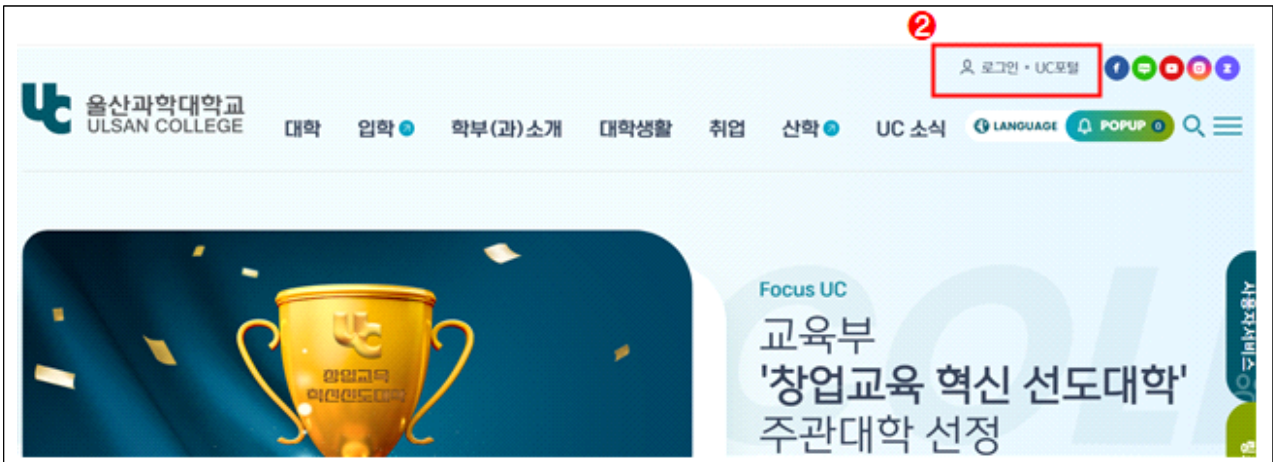 2
로그인 • UC포털
Uc 울산과학대학교
ULSAN COLLEGE
대학 입학 학부(과)소개 대학생활 취업 산학 UC 소식 LANGUAGE POPUP 0
사용자서비스
Focus UC
교육부
'창업교육 혁신 선도대학'
주관대학 선정
Uc
창업교육
혁신선도대학